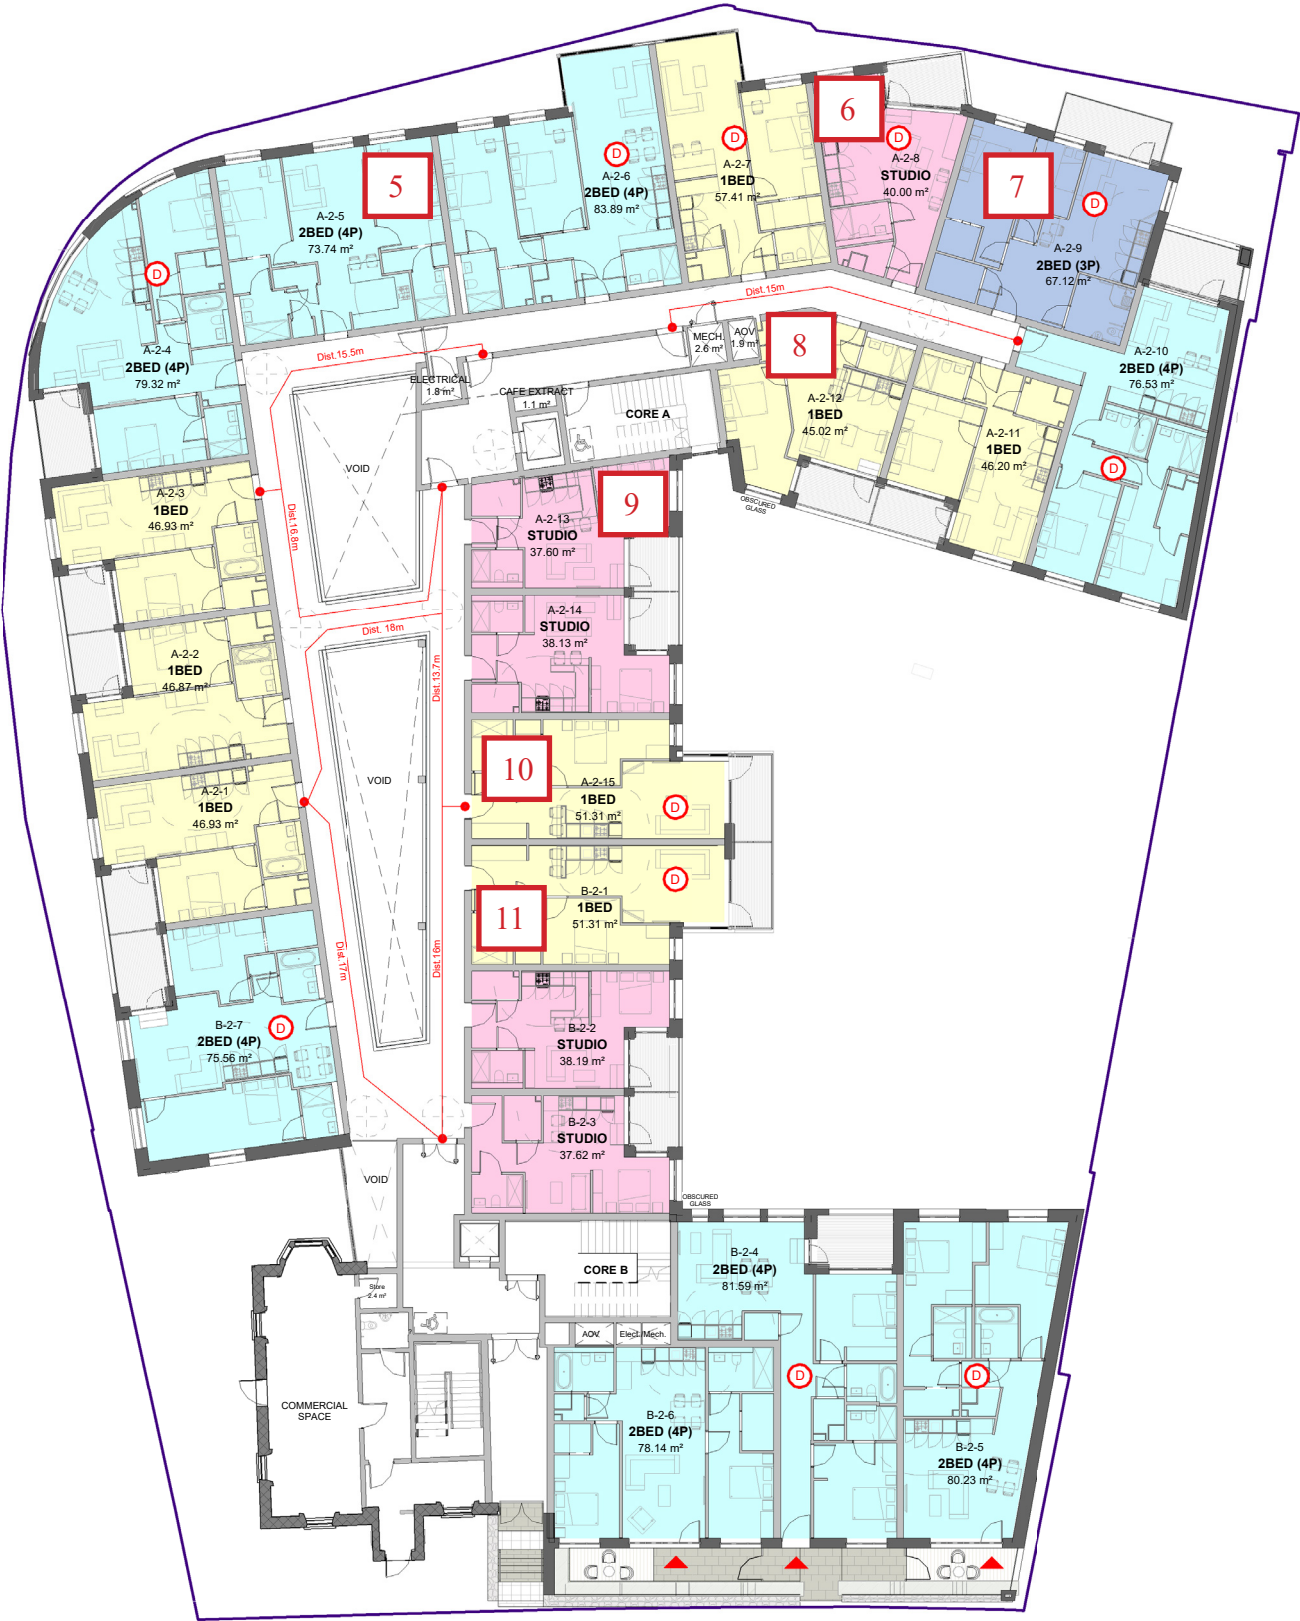 6
D
A-2-8
STUDIO
40.00 m²
D
A-2-7
1BED
57.41 m²
D
A-2-6
2BED (4P)
83.89 m²
5
A-2-5
2BED (4P)
73.74 m²
7
D
A-2-9
2BED (3P)
67.12 m²
D
A-2-4
2BED (4P)
79.32 m²
Dist.15m
Dist.15.5m
MECH.
2.6 m²
AOV
1.9 m²
8
A-2-12
1BED
45.02 m²
A-2-10
2BED (4P)
76.53 m²
D
A-2-11
1BED
46.20 m²
ELECTRICAL
1.8 m²
CAFE EXTRACT
1.1 m²
CORE A
VOID
OBSCURED
GLASS
A-2-3
1BED
46.93 m²
Dist.16.8m
9
A-2-13
STUDIO
37.60 m²
A-2-14
STUDIO
38.13 m²
Dist. 18m
Dist.13.7m
A-2-2
1BED
46.87 m²
VOID
A-2-1
1BED
46.93 m²
10
A-2-15
1BED
51.31 m²
D
D
B-2-1
1BED
51.31 m²
11
Dist.17m
Dist.16m
B-2-7
2BED (4P)
75.56 m²
D
B-2-2
STUDIO
38.19 m²
B-2-3
STUDIO
37.62 m²
VOID
OBSCURED
GLASS
CORE B
B-2-4
2BED (4P)
81.59 m²
Store
2.4 m²
AOV
Elect./Mech.
COMMERCIAL
SPACE
D
D
B-2-6
2BED (4P)
78.14 m²
B-2-5
2BED (4P)
80.23 m²